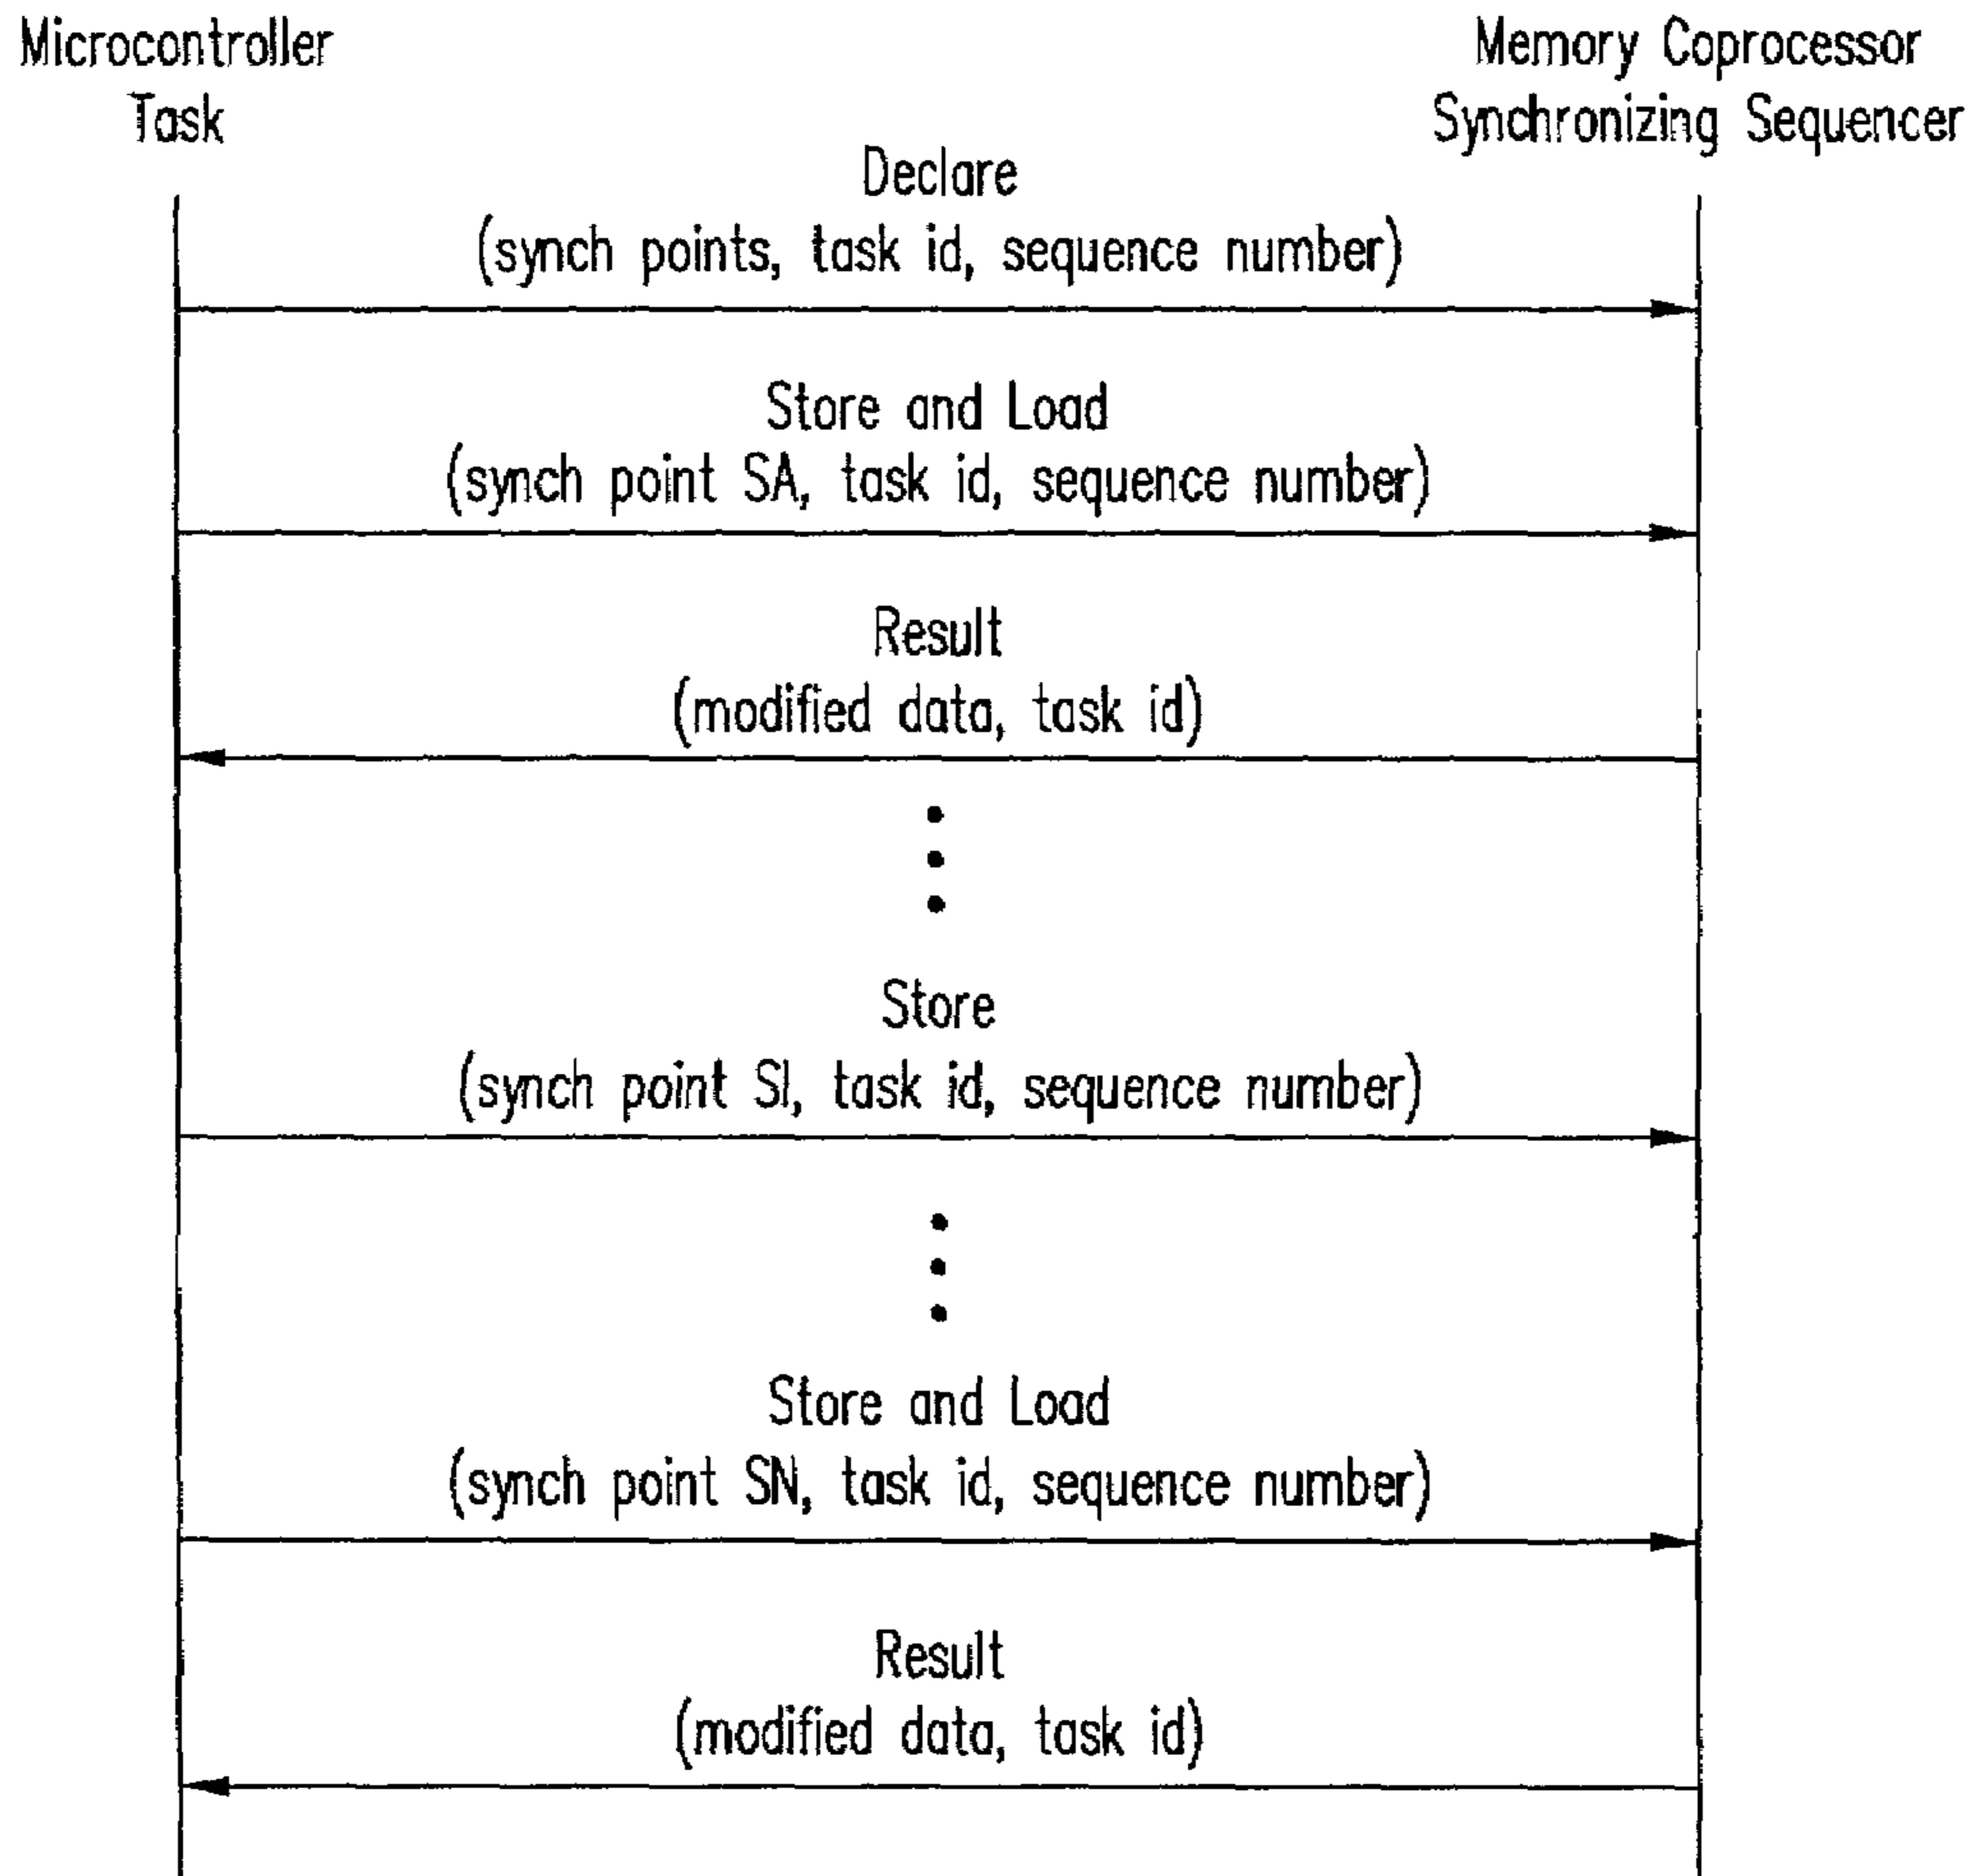 Microcontroller
Task
Memory Coprocessor
Synchronizing Sequencer
Declare
(synch points, task id, sequence number)
Store and Load
(synch point SA, task id, sequence number)
Result
(modified data, task id)
Store
(synch point SI, task id, sequence number)
Store and Load
(synch point SN, task id, sequence number)
Result
(modified data, task id)